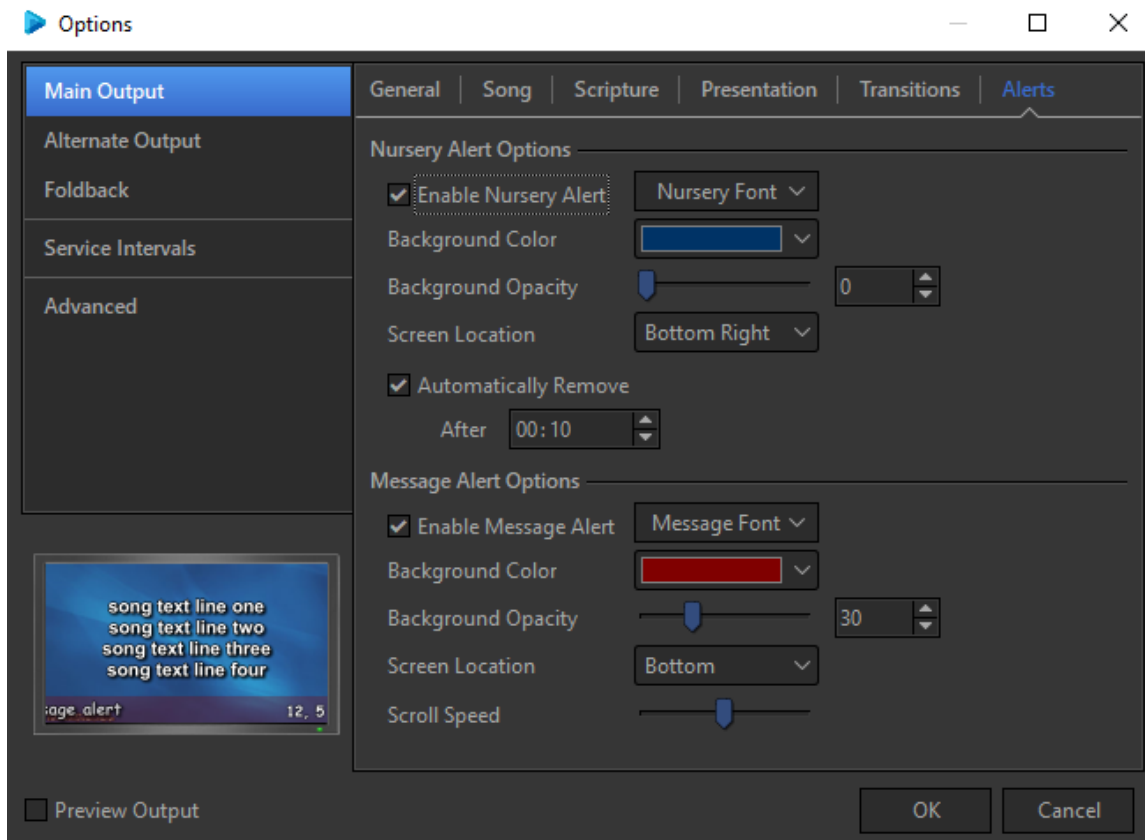 Options
Main Output
Alternate Output
Foldback
Service Intervals
Advanced
General
Song
Scripture
Presentation
Transitions
Alerts
Nursery Alert Options
Enable Nursery Alert
Nursery Font
Background Color
Background Opacity
0
Screen Location
Bottom Right
Automatically Remove
After
00:10
Message Alert Options
Enable Message Alert
Message Font
Background Color
Background Opacity
30
Screen Location
Bottom
Scroll Speed
song text line one
song text line two
song text line three
song text line four
sage alert
12, 5
Preview Output
OK
Cancel